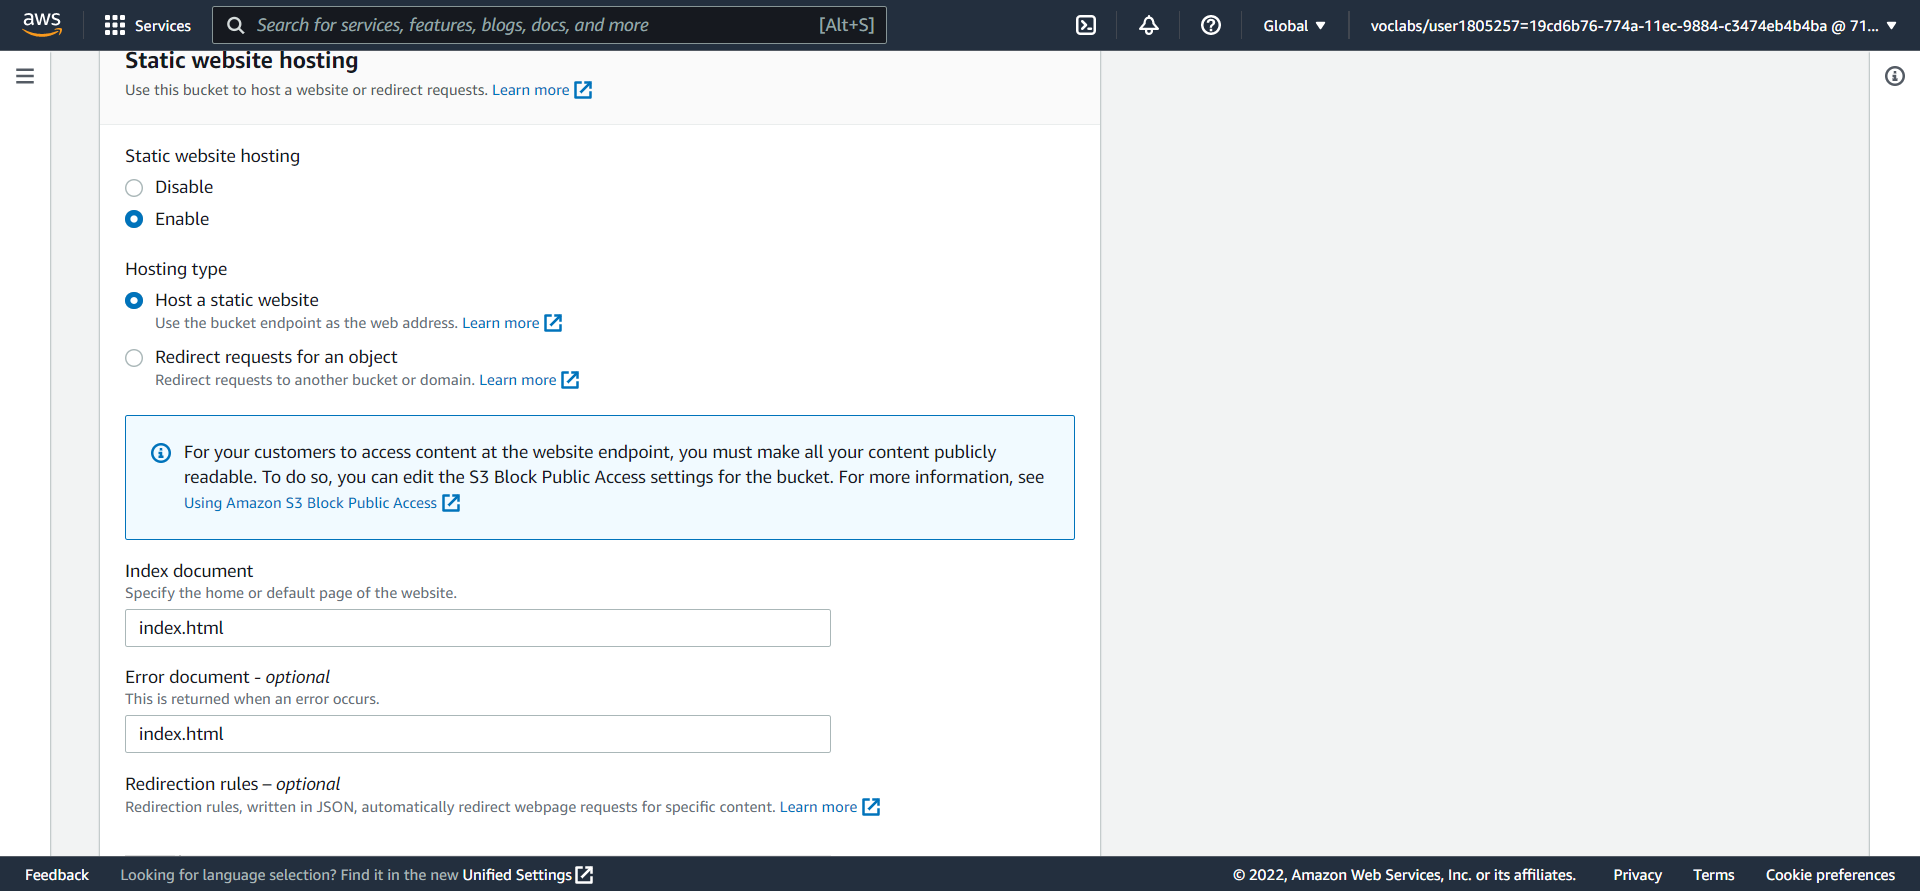 aws
Services
Search for services, features, blogs, docs, and more
[Alt+S]
Global
voclabs/user1805257=19cd6b76-774a-11ec-9884-c3474eb4b4ba @ 71...
Static website hosting
Use this bucket to host a website or redirect requests. Learn more
Static website hosting
Disable
Enable
Hosting type
Host a static website
Use the bucket endpoint as the web address. Learn more
Redirect requests for an object
Redirect requests to another bucket or domain. Learn more
For your customers to access content at the website endpoint, you must make all your content publicly
readable. To do so, you can edit the S3 Block Public Access settings for the bucket. For more information, see
Using Amazon S3 Block Public Access
Index document
Specify the home or default page of the website.
index.html
Error document - optional
This is returned when an error occurs.
index.html
Redirection rules – optional
Redirection rules, written in JSON, automatically redirect webpage requests for specific content. Learn more
Feedback
Looking for language selection? Find it in the new Unified Settings
© 2022, Amazon Web Services, Inc. or its affiliates.
Privacy
Terms
Cookie preferences